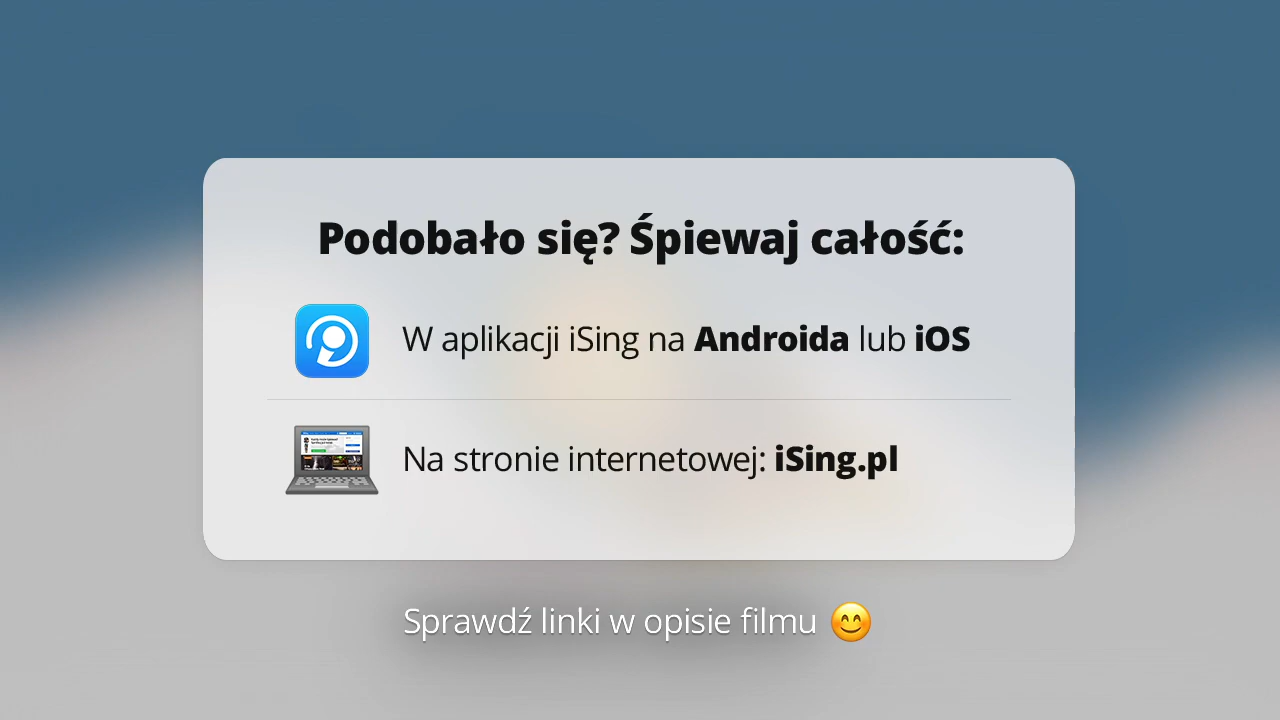 Podobało się? Śpiewaj całość:
W aplikacji iSing na Androida lub iOS
Na stronie internetowej: iSing.pl
Sprawdź linki w opisie filmu 😊